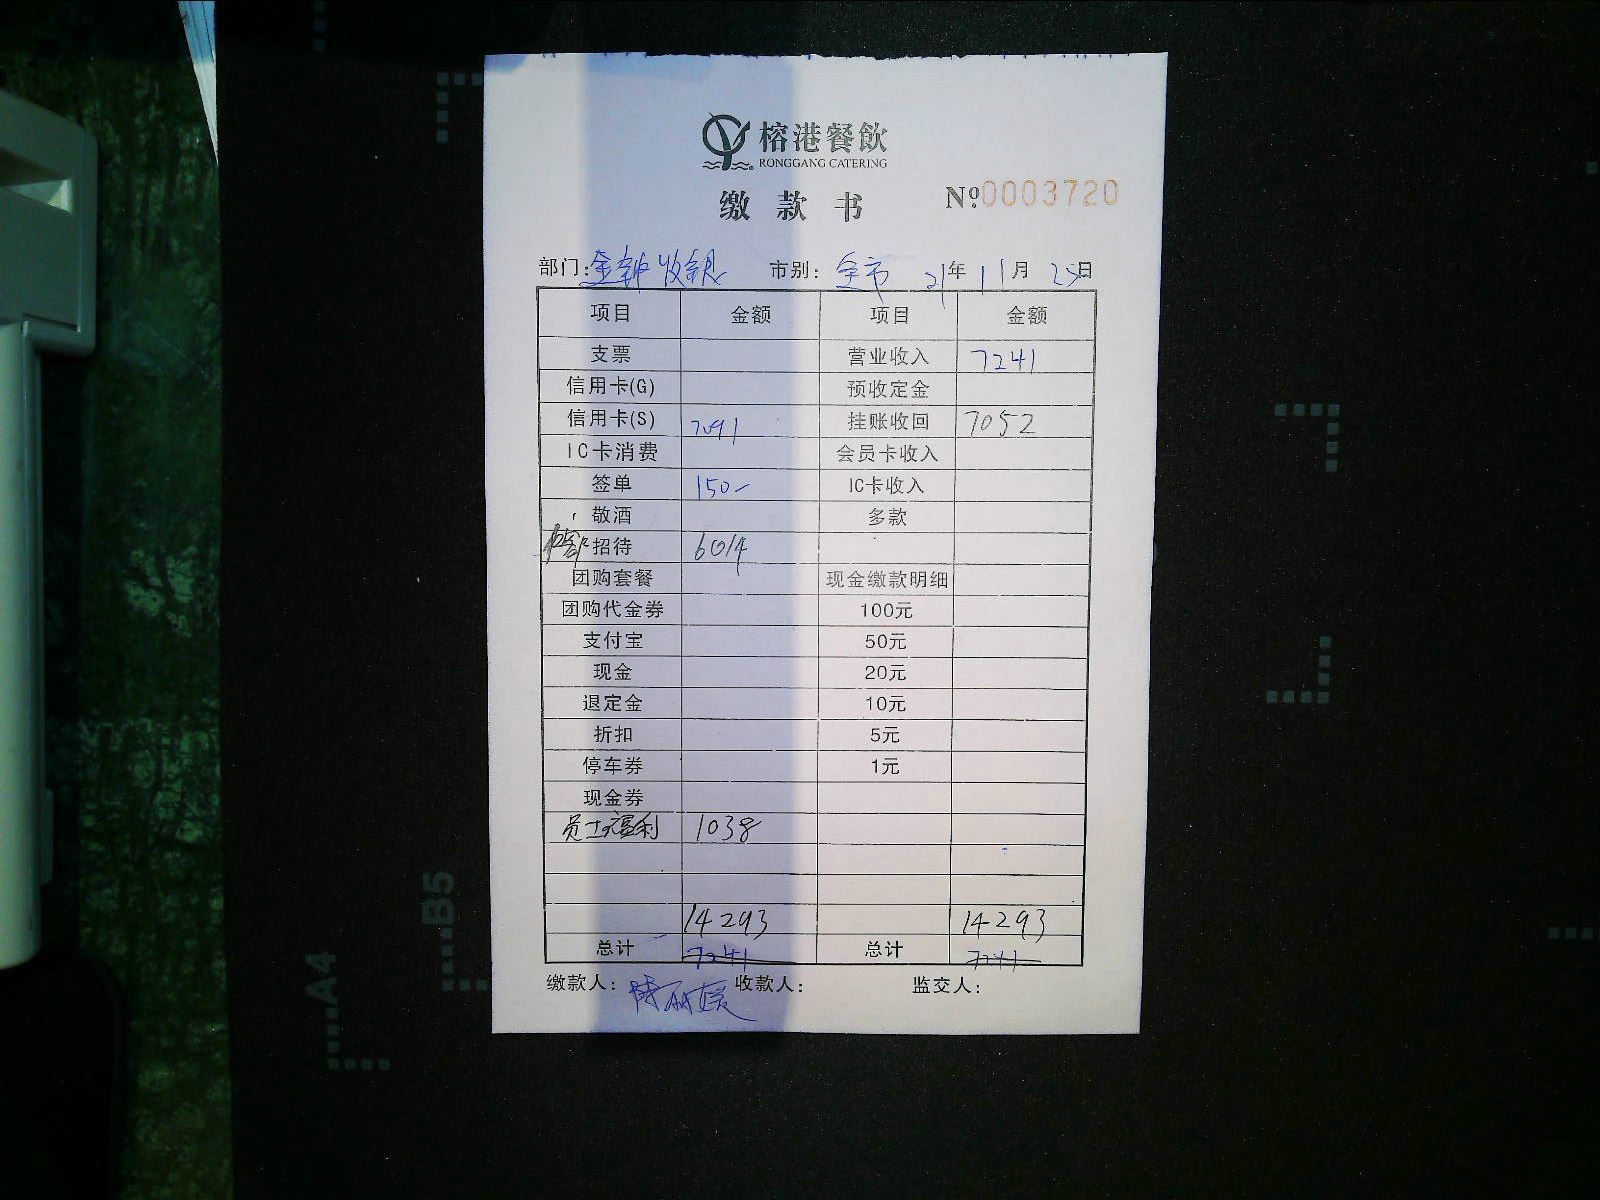 榕港餐飲
RONGGANG CATERING
缴款书 №:0003720
部门:金钟收银 市别:全市 21年11月25日
项目 金额 项目 金额
支票 营业收入 7241
信用卡(G) 预收定金
信用卡(S) 7091 挂账收回 7052
IC卡消费 会员卡收入
签单 150- IC卡收入
敬酒 多款
招待 6014
团购套餐 现金缴款明细
团购代金券 100元
支付宝 50元
现金 20元
退定金 10元
折扣 5元
停车券 1元
现金券
员工福利 1038
14293 14293
总计 7241 总计 7241
缴款人: 收款人: 监交人:
A4
B5